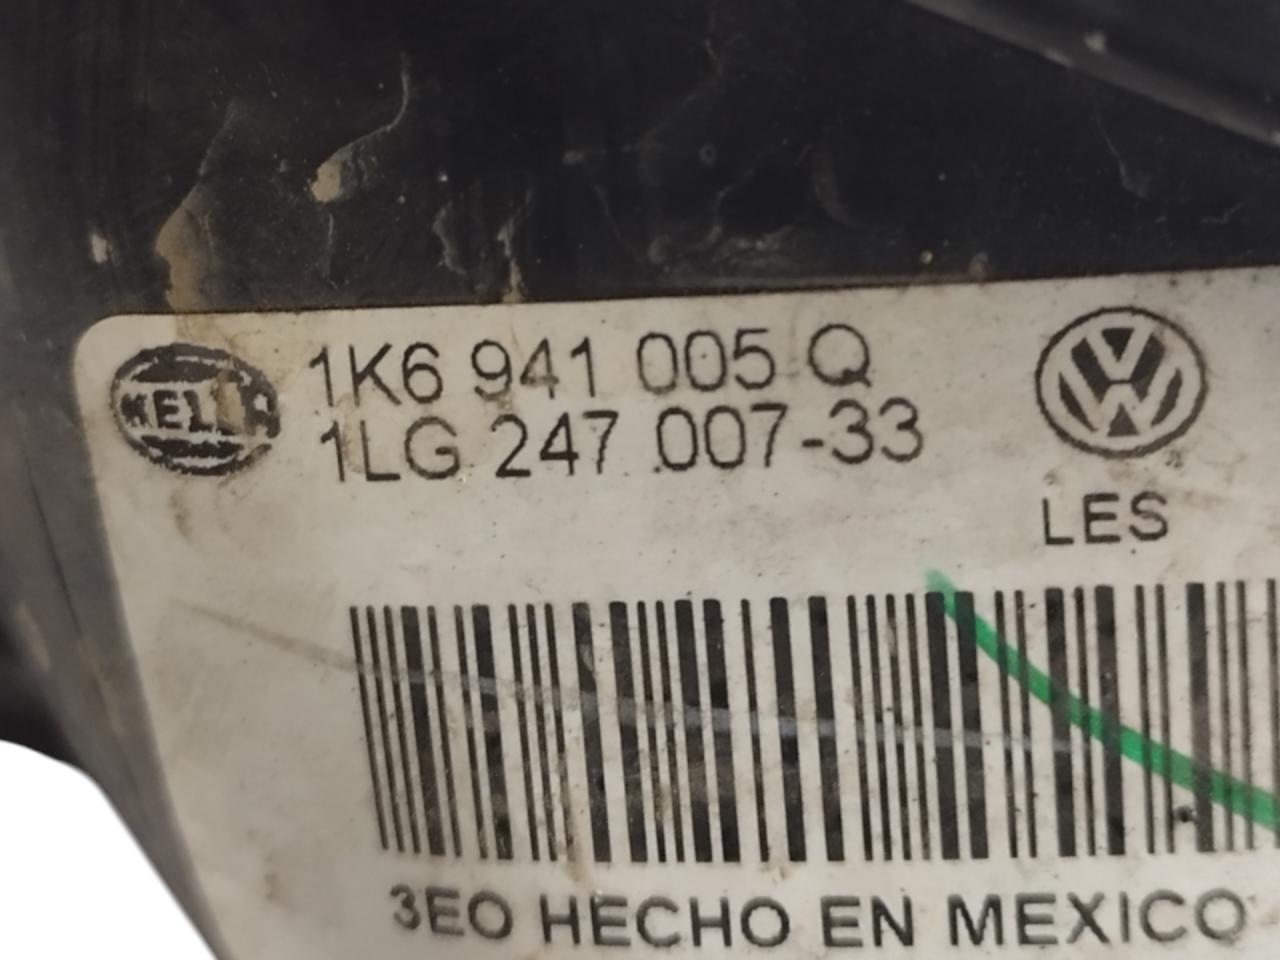 HELLA
1K6 941 005 Q
1LG 247 007-33
LES
3EO HECHO EN MEXICO